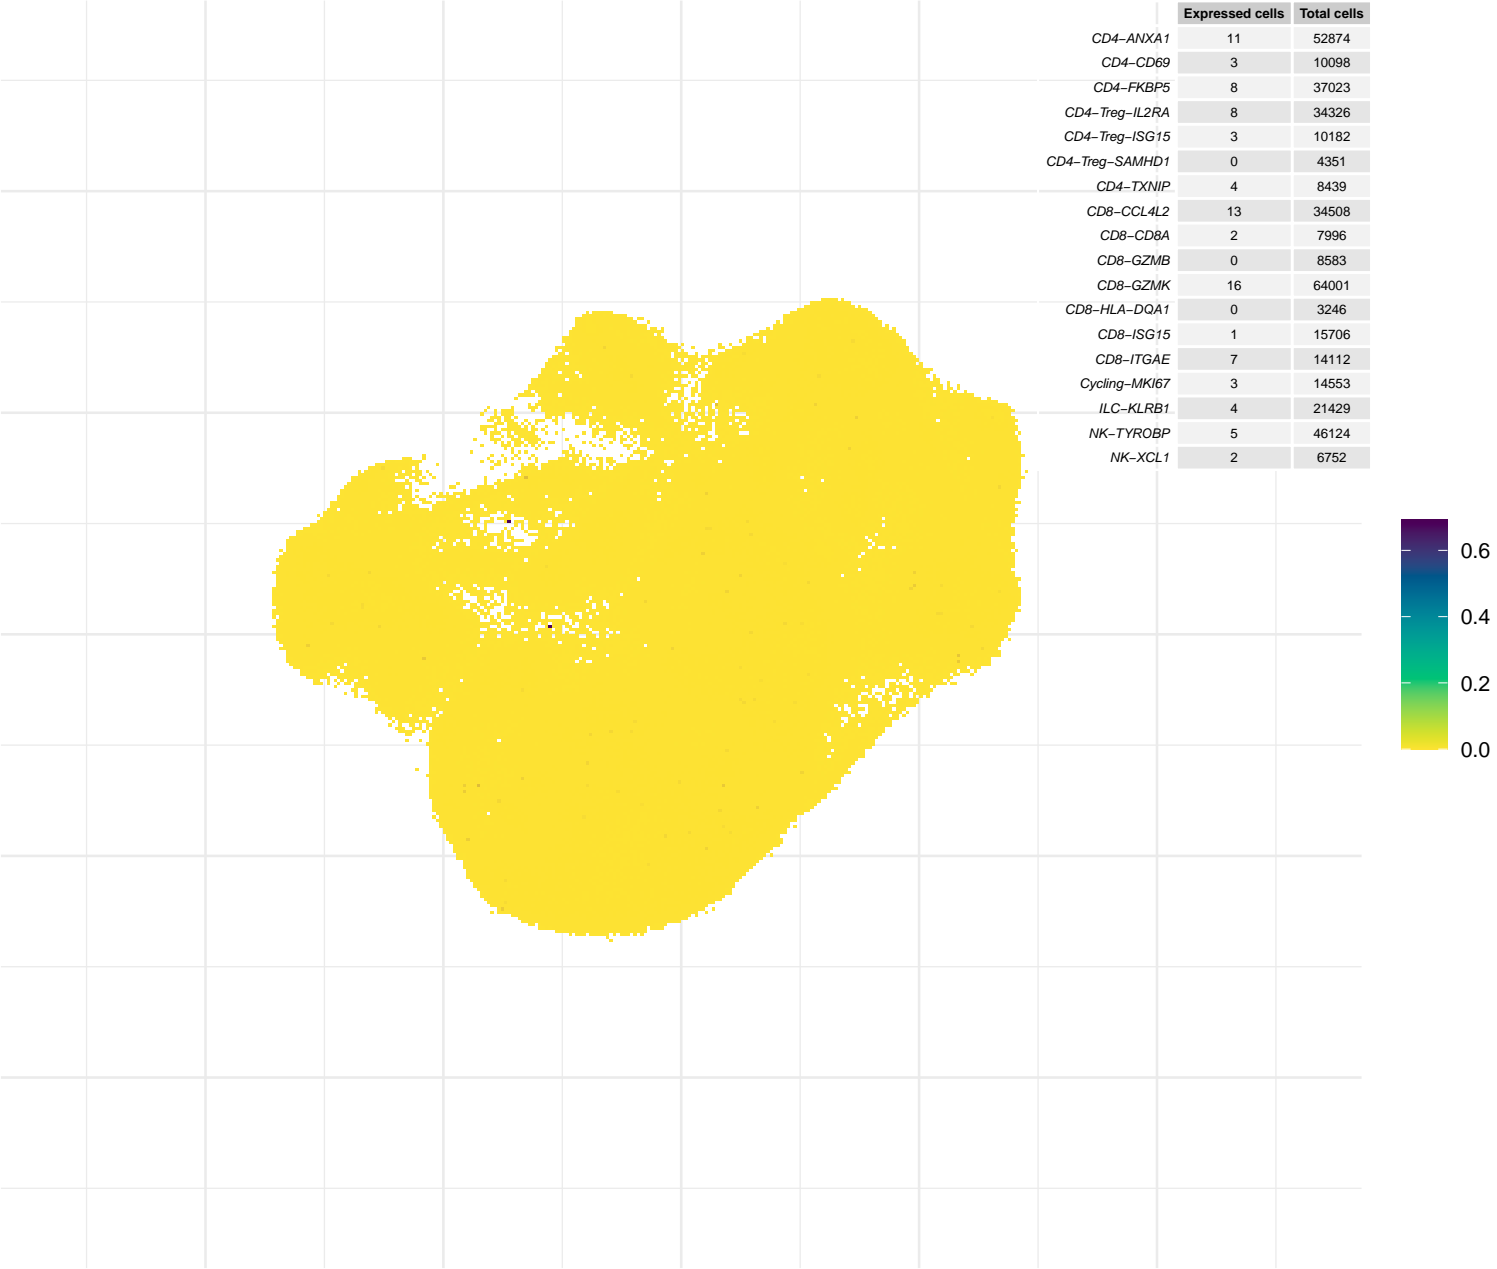 Expressed cells Total cells
CD4−ANXA1 11 52874
CD4−CD69 3 10098
CD4−FKBP5 8 37023
CD4−Treg−IL2RA 8 34326
CD4−Treg−ISG15 3 10182
CD4−Treg−SAMHD1 0 4351
CD4−TXNIP 4 8439
CD8−CCL4L2 13 34508
CD8−CD8A 2 7996
CD8−GZMB 0 8583
CD8−GZMK 16 64001
CD8−HLA−DQA1 0 3246
CD8−ISG15 1 15706
CD8−ITGAE 7 14112
Cycling−MKI67 3 14553
ILC−KLRB1 4 21429
NK−TYROBP 5 46124
NK−XCL1 2 6752
0.6
0.4
0.2
0.0